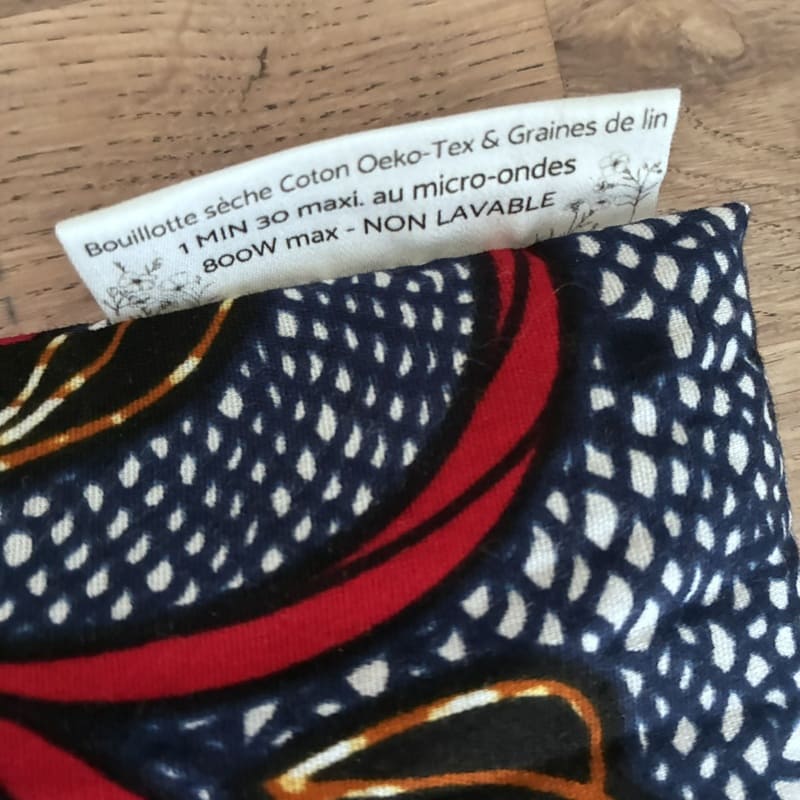 Bouillotte sèche Coton Oeko-Tex & Graines de lin
1 MIN 30 maxi. au micro-ondes
800W max - NON LAVABLE